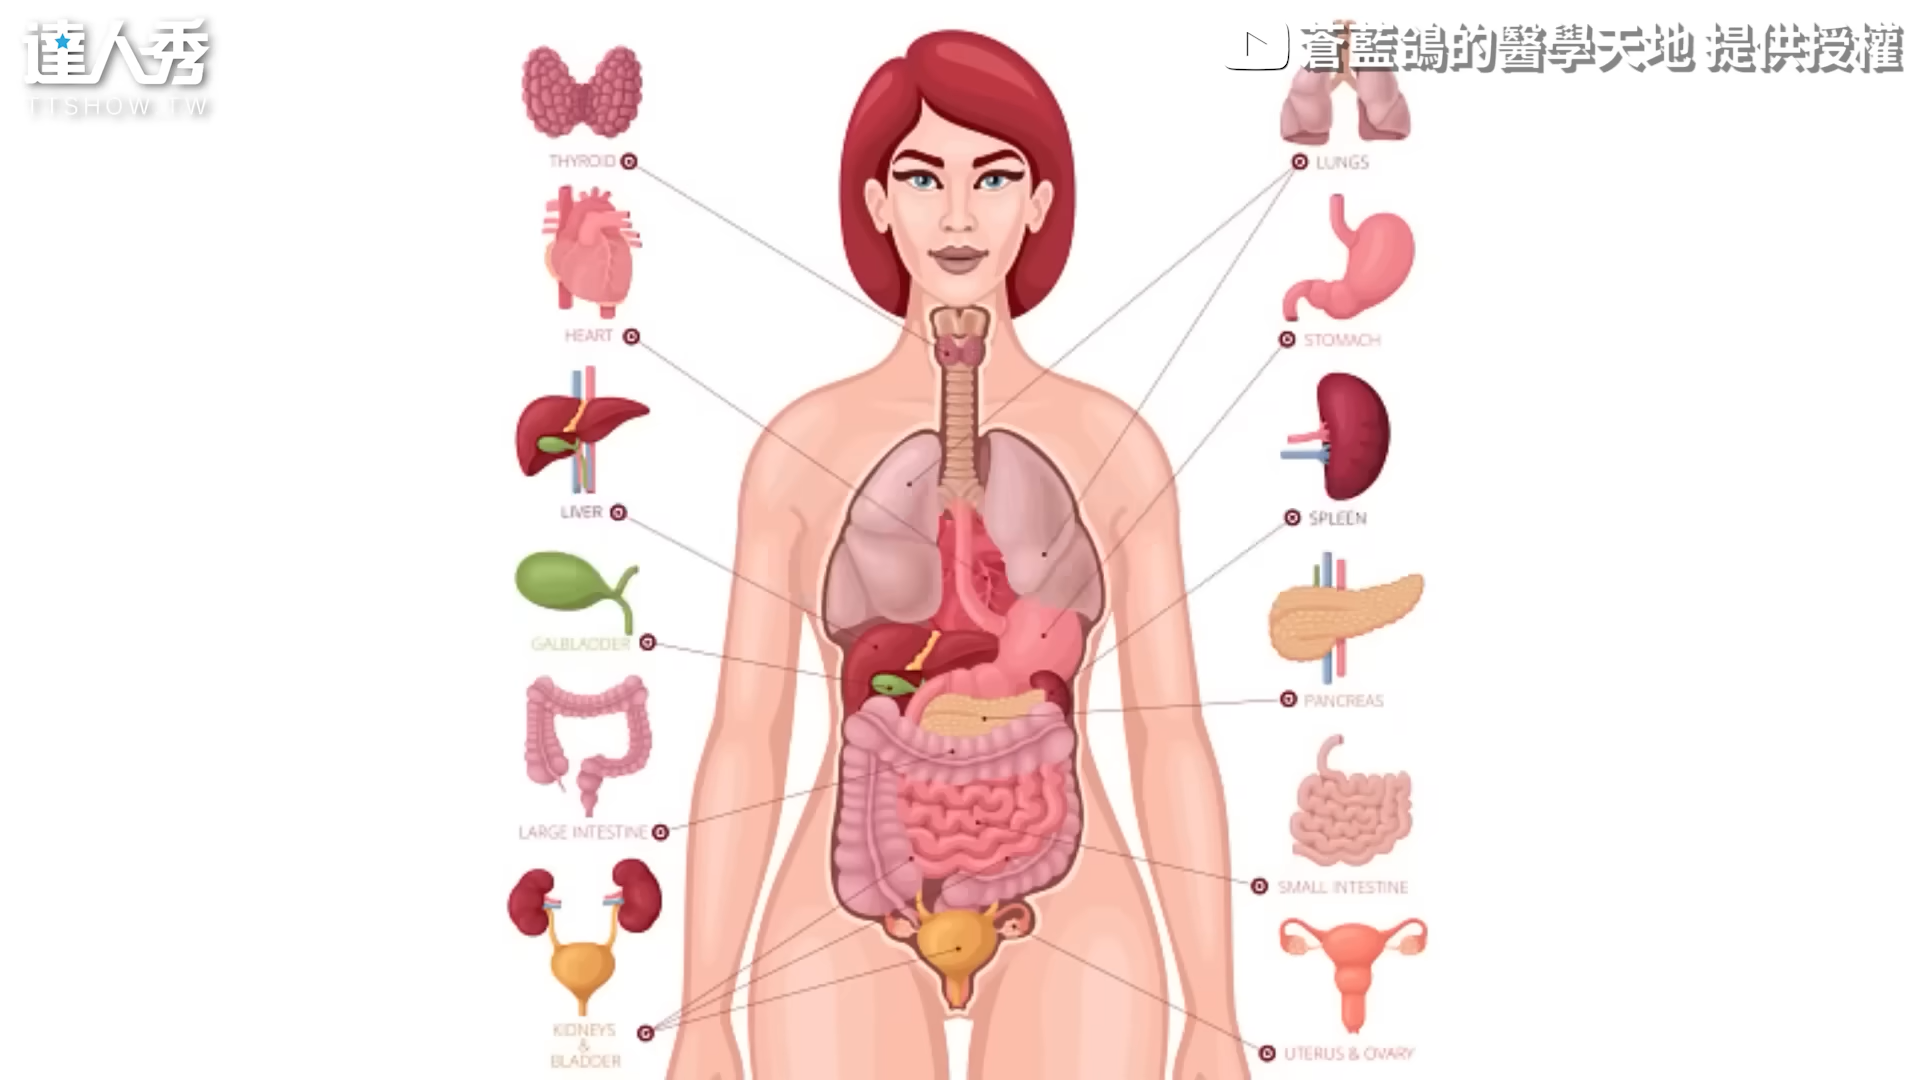 達人秀
TTSHOW.TW
蒼藍鴿的醫學天地 提供授權
THYROID
HEART
LIVER
GALBLADDER
LARGE INTESTINE
KIDNEYS
&
BLADDER
LUNGS
STOMACH
SPLEEN
PANCREAS
SMALL INTESTINE
UTERUS & OVARY